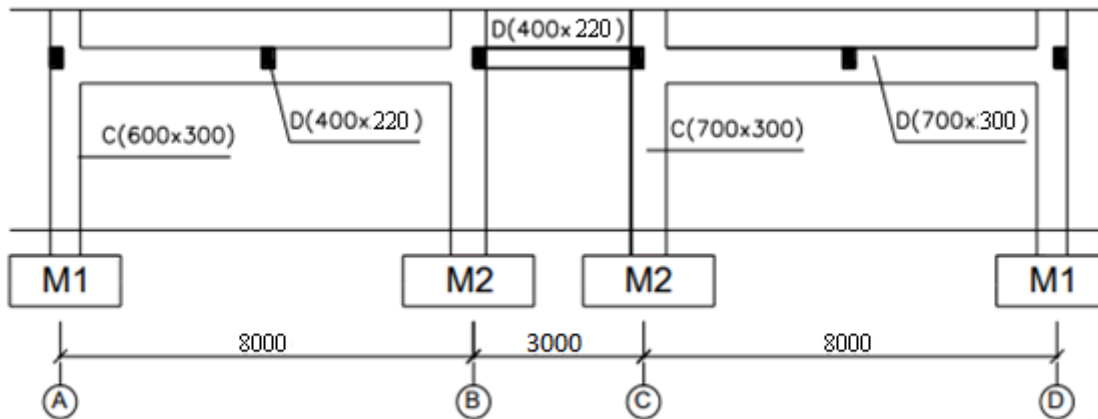 D(400x220)
D(400x220)
C(600x300)
C(700x300)
D(700x300)
M1
M2
M2
M1
8000
3000
8000
A
B
C
D